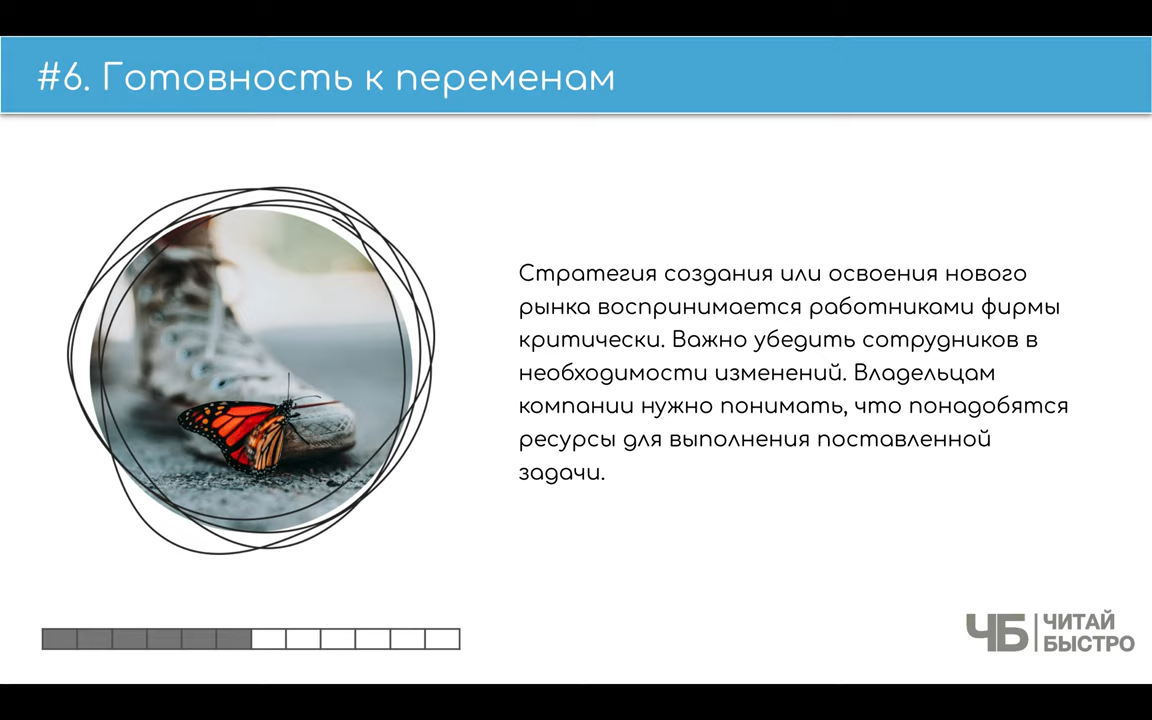 #6. Готовность к переменам
Стратегия создания или освоения нового
рынка воспринимается работниками фирмы
критически. Важно убедить сотрудников в
необходимости изменений. Владельцам
компании нужно понимать, что понадобятся
ресурсы для выполнения поставленной
задачи.
ЧБ
ЧИТАЙ
БЫСТРО